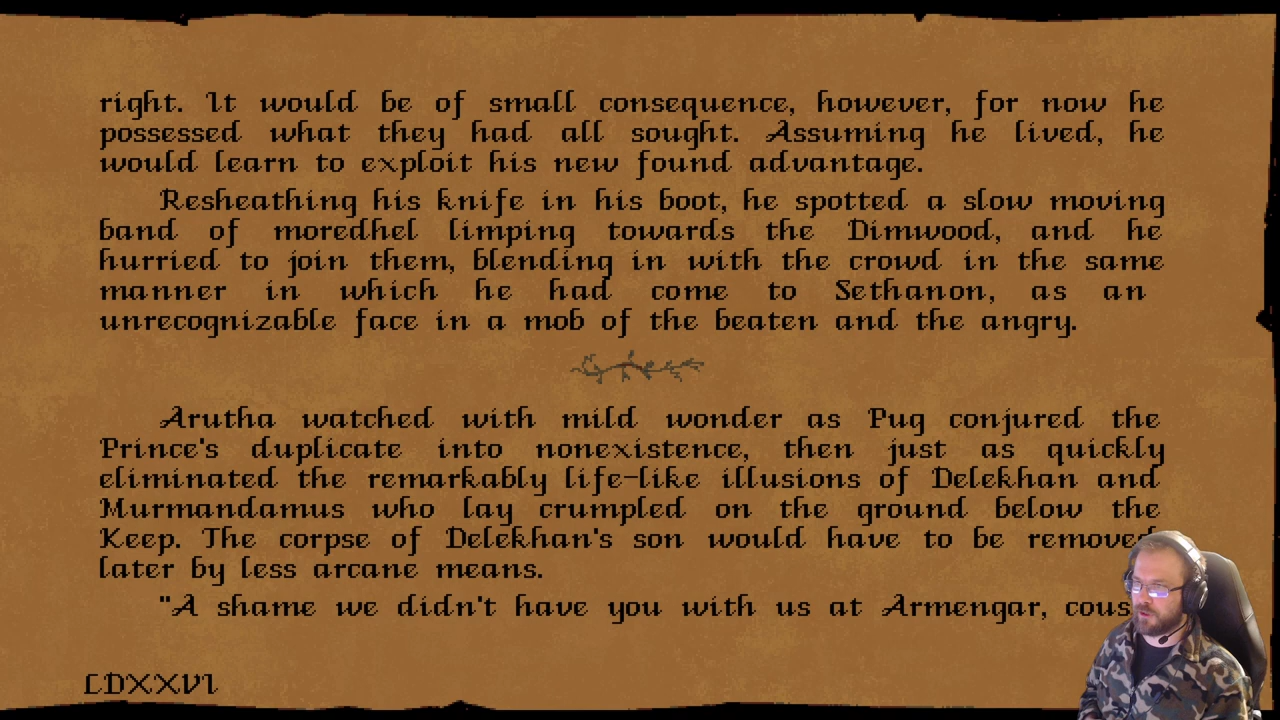 right. It would be of small consequence, however, for now he
possessed what they had all sought. Assuming he lived, he
would learn to exploit his new found advantage.
Resheathing his knife in his boot, he spotted a slow moving
band of moredhel limping towards the Dimwood, and he
hurried to join them, blending in with the crowd in the same
manner in which he had come to Sethanon, as an
unrecognizable face in a mob of the beaten and the angry.
Arutha watched with mild wonder as Pug conjured the
Prince's duplicate into nonexistence, then just as quickly
eliminated the remarkably life-like illusions of Delekhan and
Murmandamus who lay crumpled on the ground below the
Keep. The corpse of Delekhan's son would have to be removed
later by less arcane means.
"A shame we didn't have you with us at Armengar,
LDXXVI